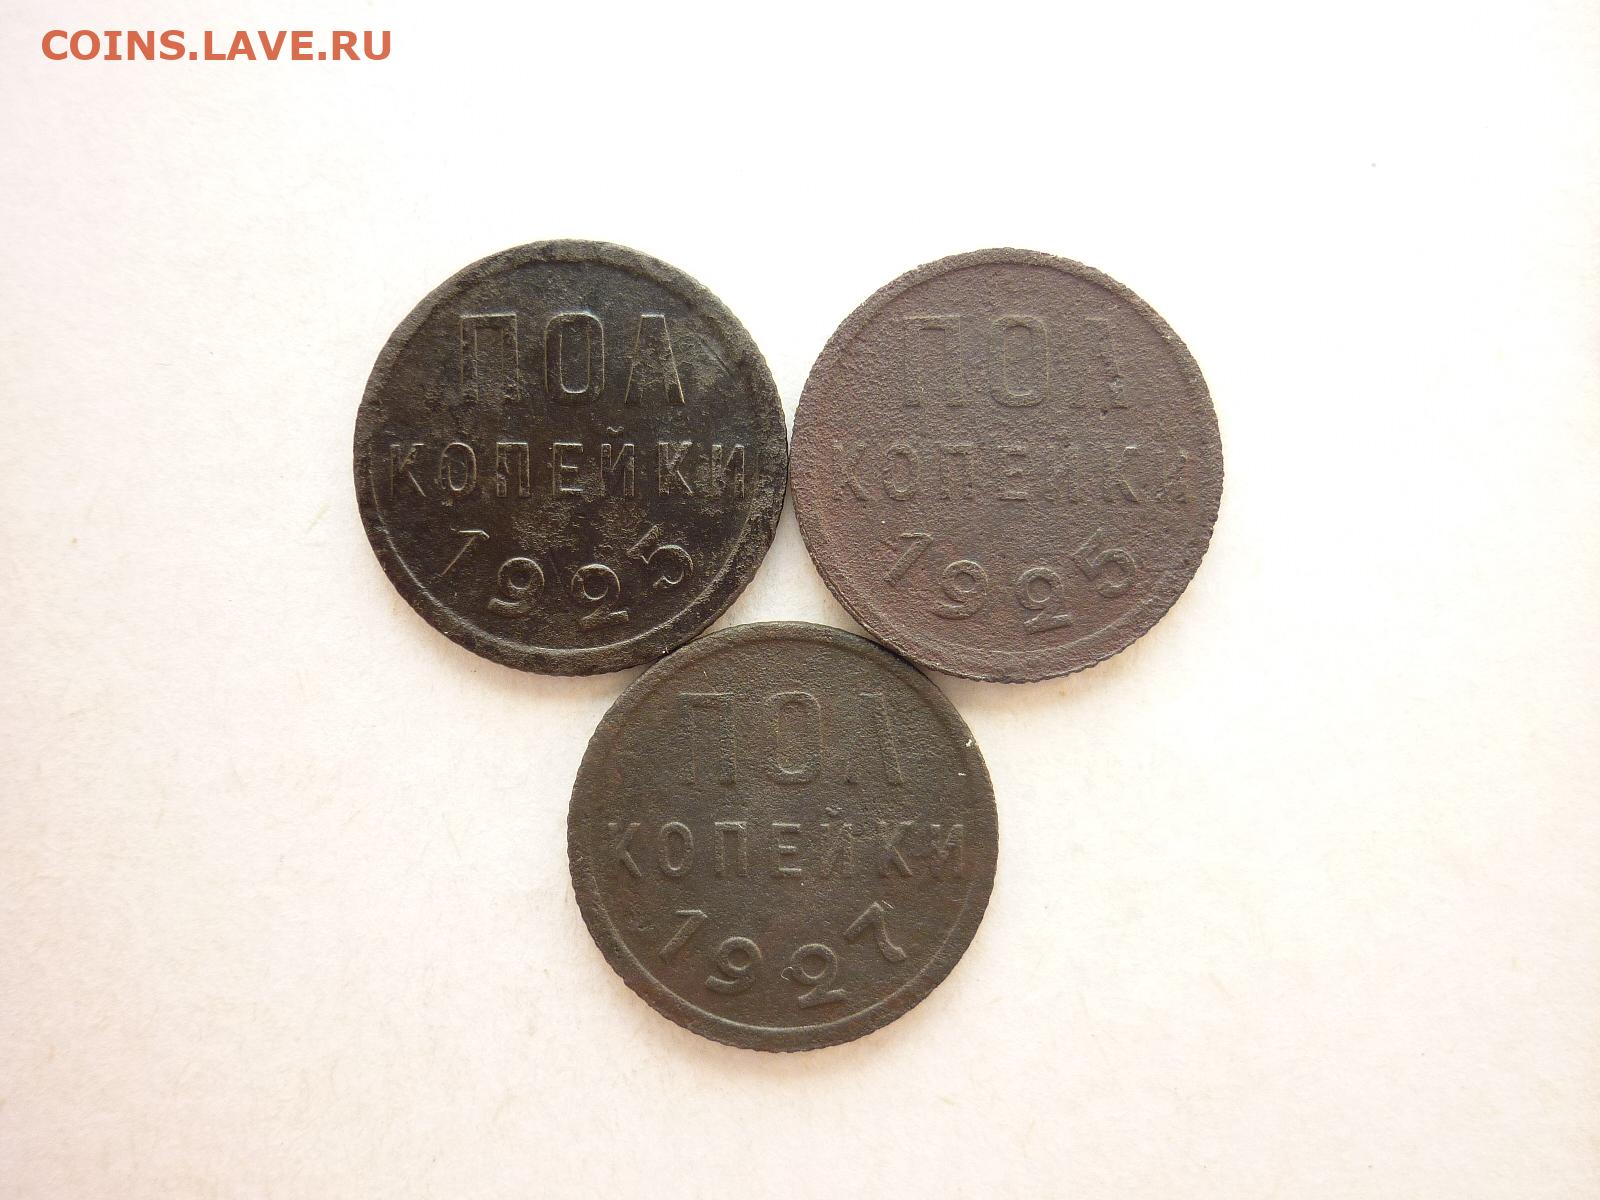 COINS.LAVE.RU
ПОЛ
КОПЕЙКИ
1925
ПОЛ
КОПЕЙКИ
1925
ПОЛ
КОПЕЙКИ
1927